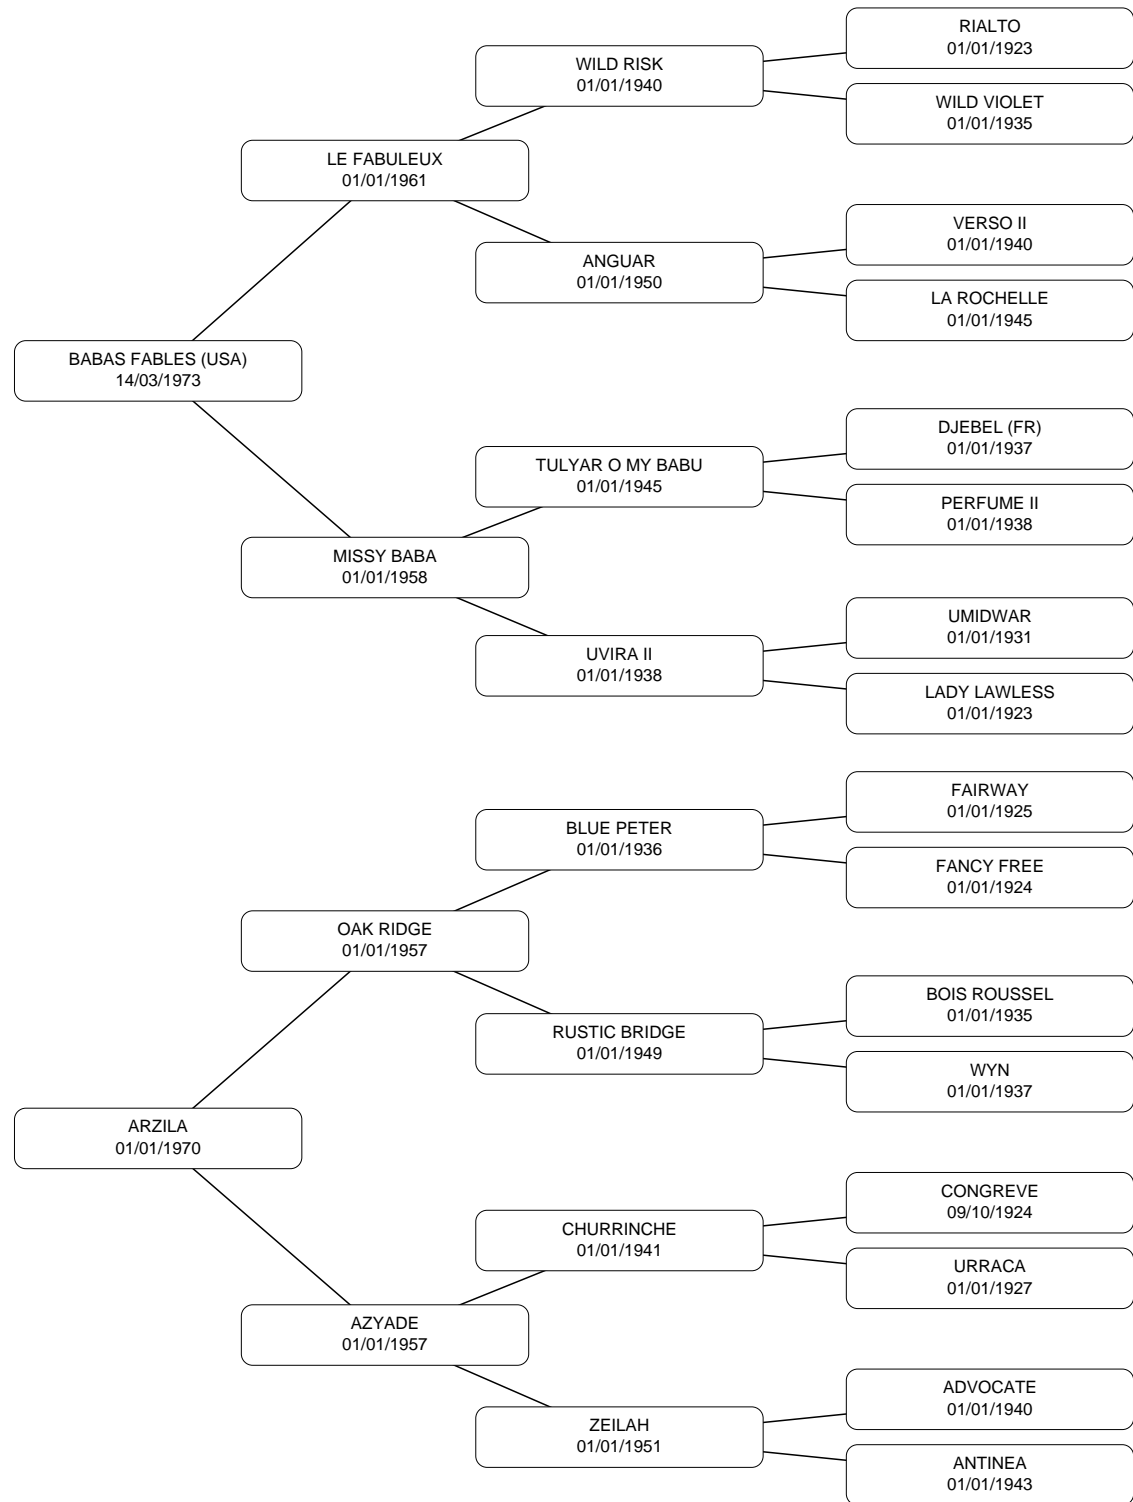 RIALTO
01/01/1923
WILD RISK
01/01/1940
WILD VIOLET
01/01/1935
LE FABULEUX
01/01/1961
VERSO II
01/01/1940
ANGUAR
01/01/1950
LA ROCHELLE
01/01/1945
BABAS FABLES (USA)
14/03/1973
DJEBEL (FR)
01/01/1937
TULYAR O MY BABU
01/01/1945
PERFUME II
01/01/1938
MISSY BABA
01/01/1958
UMIDWAR
01/01/1931
UVIRA II
01/01/1938
LADY LAWLESS
01/01/1923
FAIRWAY
01/01/1925
BLUE PETER
01/01/1936
FANCY FREE
01/01/1924
OAK RIDGE
01/01/1957
BOIS ROUSSEL
01/01/1935
RUSTIC BRIDGE
01/01/1949
WYN
01/01/1937
ARZILA
01/01/1970
CONGREVE
09/10/1924
CHURRINCHE
01/01/1941
URRACA
01/01/1927
AZYADE
01/01/1957
ADVOCATE
01/01/1940
ZEILAH
01/01/1951
ANTINEA
01/01/1943